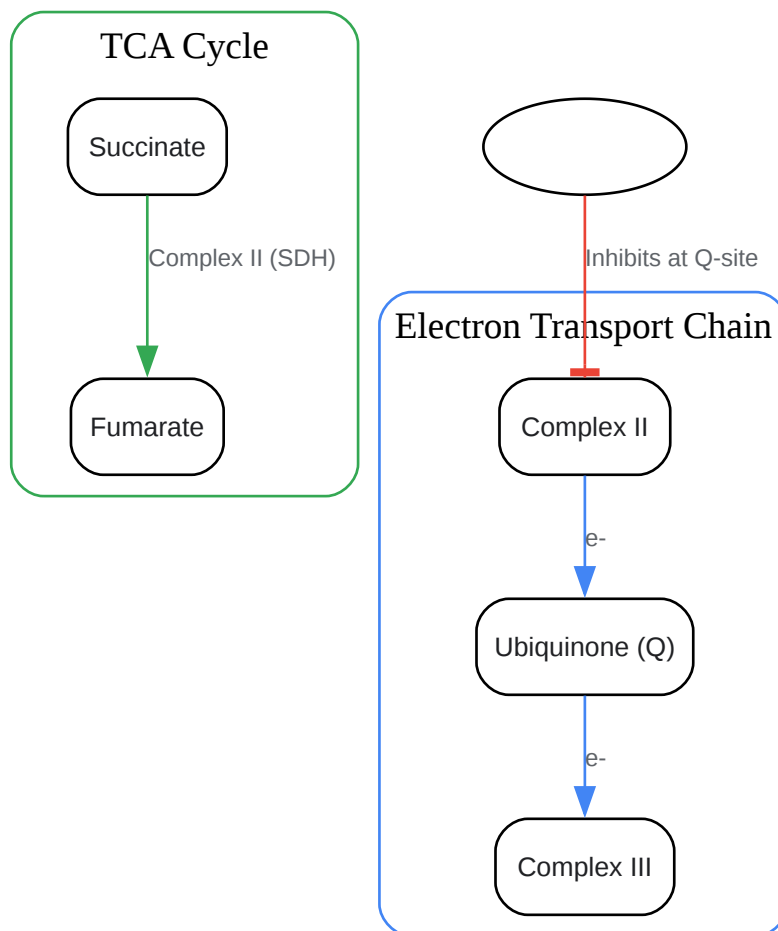 TCA Cycle
Succinate
Complex II (SDH)
Fumarate
Inhibits at Q-site
Electron Transport Chain
Complex II
e-
Ubiquinone (Q)
e-
Complex III